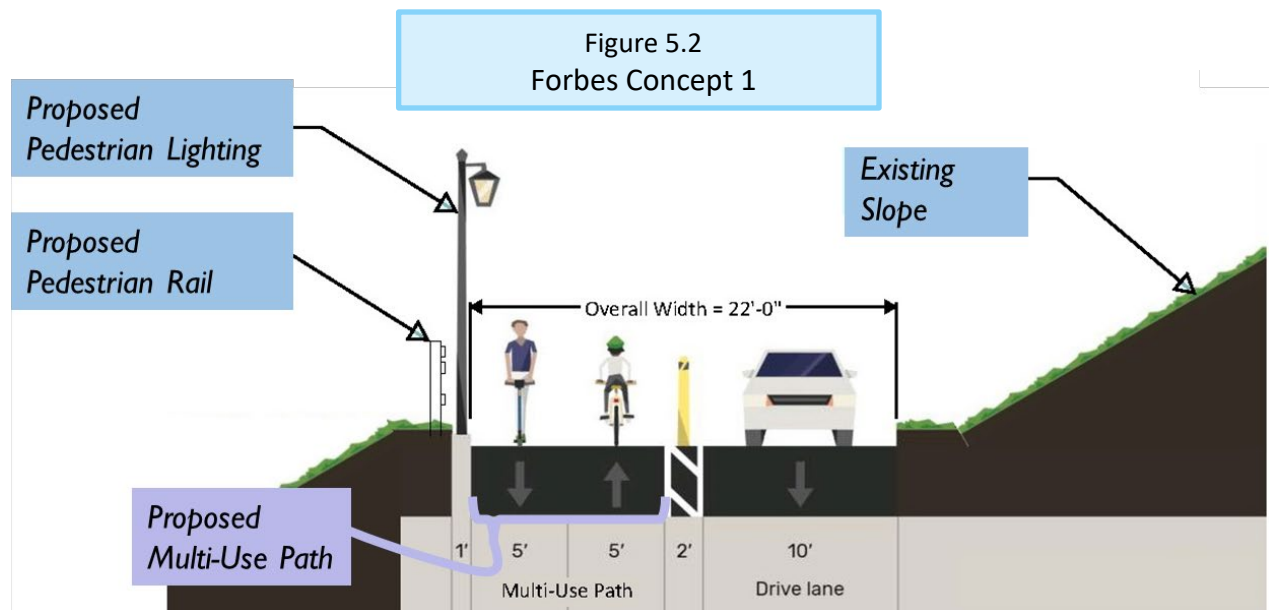 Figure 5.2
Forbes Concept 1
Proposed
Pedestrian Lighting
Existing
Slope
Proposed
Pedestrian Rail
Overall Width = 22'-0"
Proposed
Multi-Use Path
1' 5' 5' 2' 10'
Multi-Use Path Drive lane